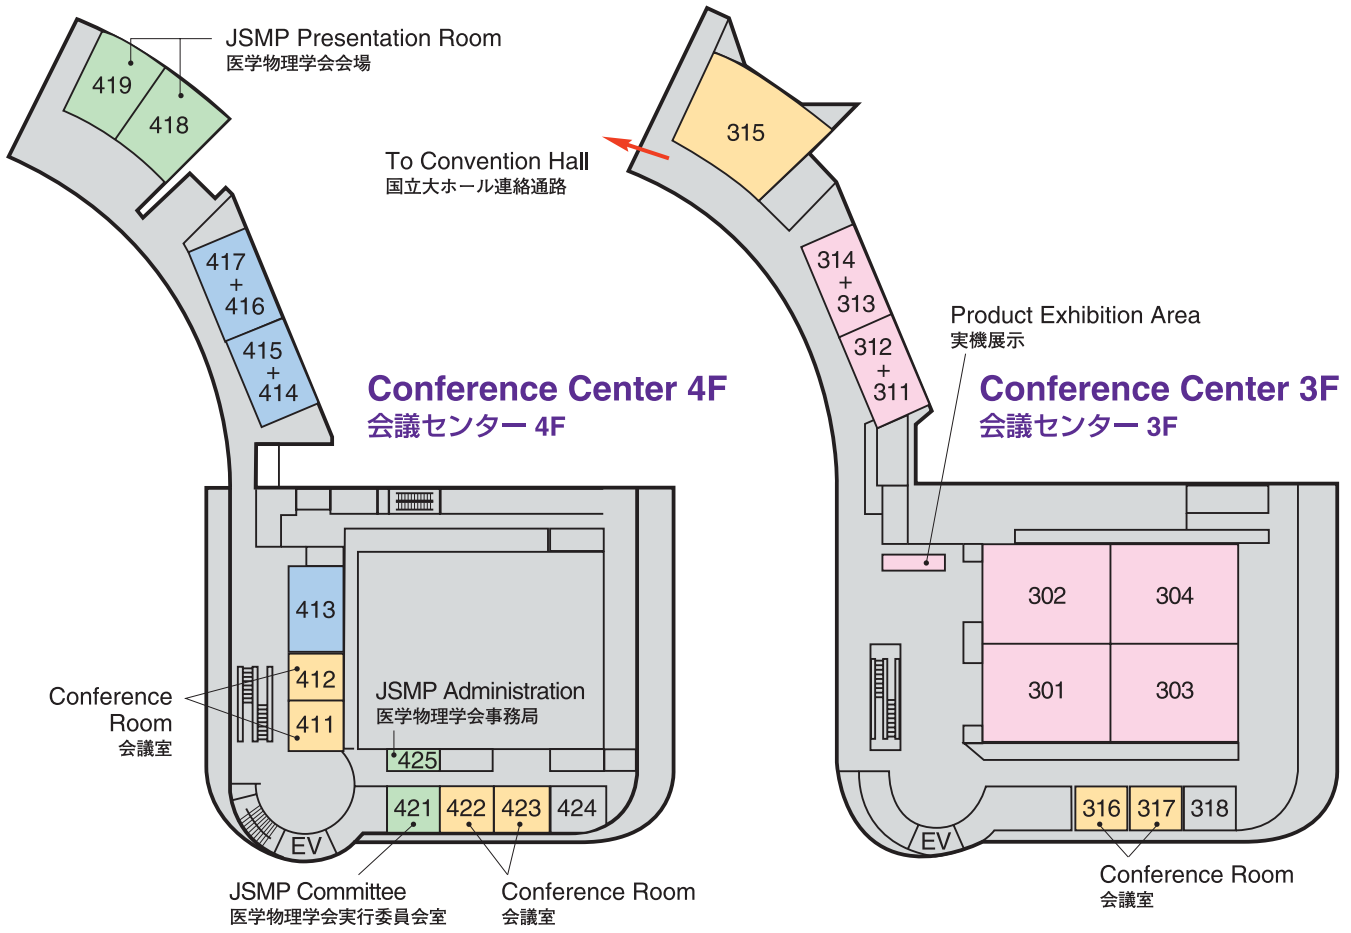 JSMP Presentation Room
医学物理学会会場
419
418
417
+
416
415
+
414
Conference Center 4F
会議センター 4F
413
412
411
Conference
Room
会議室
JSMP Administration
医学物理学会事務局
425
421
422
423
424
EV
JSMP Committee
医学物理学会実行委員会室
Conference Room
会議室
To Convention Hall
国立大ホール連絡通路
315
314
+
313
312
+
311
Product Exhibition Area
実機展示
Conference Center 3F
会議センター 3F
302
304
301
303
316
317
318
EV
Conference Room
会議室